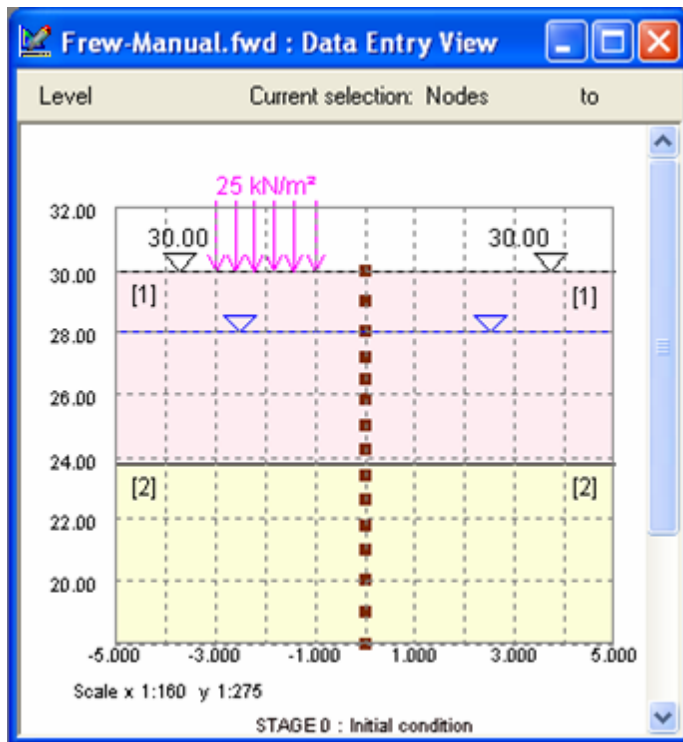 Frew-Manual.fwd : Data Entry View
Level Current selection: Nodes to
25 kN/m²
32.00
30.00 30.00
30.00
[1] [1]
28.00
26.00
24.00
[2] [2]
22.00
20.00
-5.000 -3.000 -1.000 1.000 3.000 5.000
Scale x 1:160 y 1:275
STAGE 0 : Initial condition